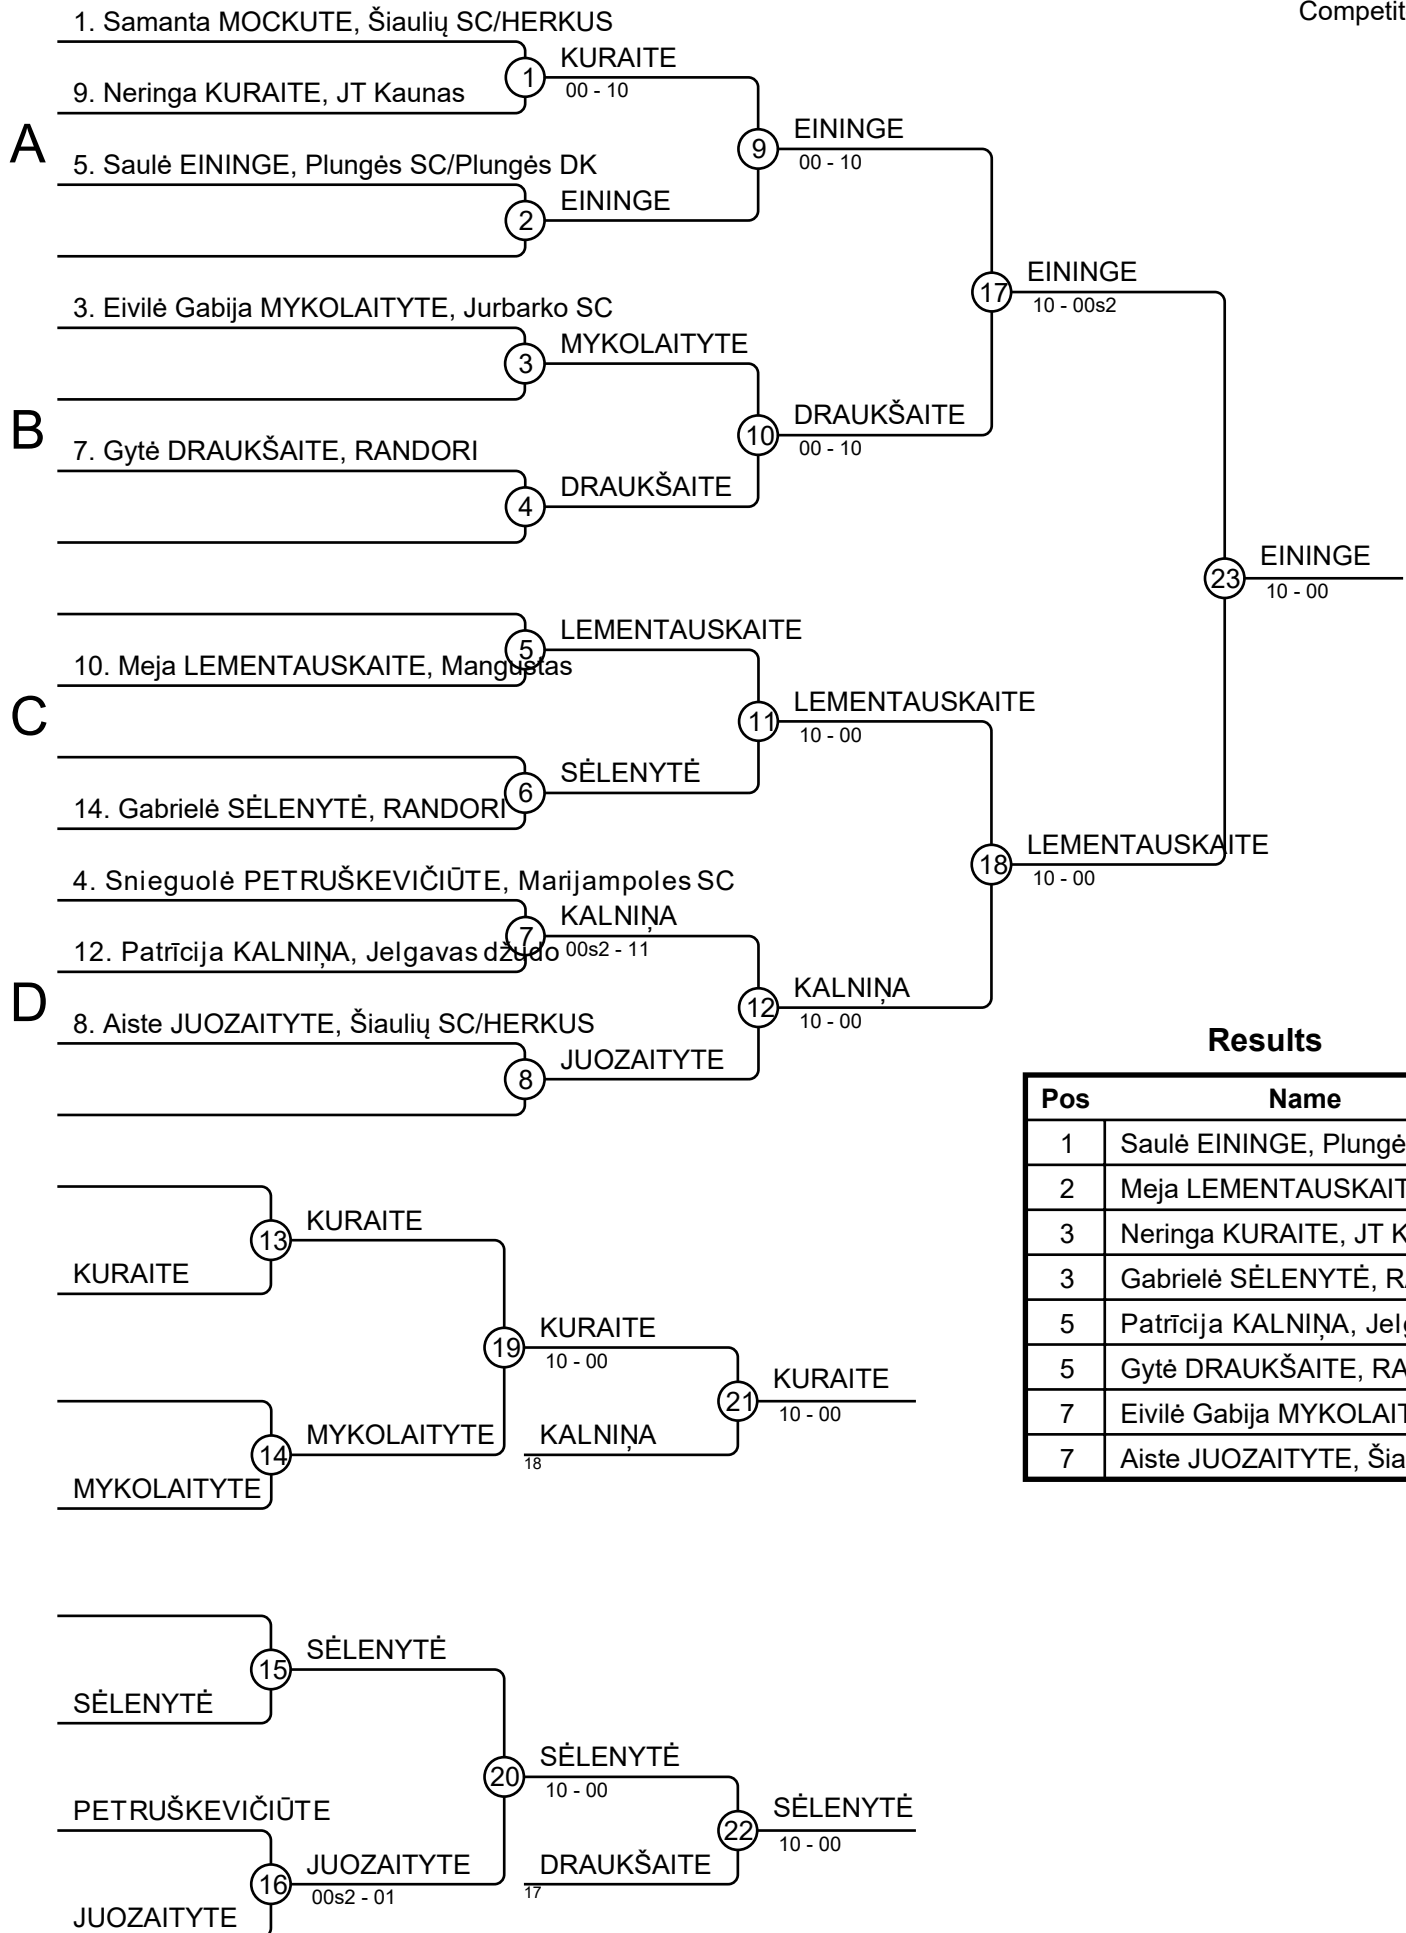 Competit
1. Samanta MOCKUTE, Šiaulių SC/HERKUS
KURAITE
1
00 - 10
9. Neringa KURAITE, JT Kaunas
A
EININGE
9
00 - 10
5. Saulė EININGE, Plungės SC/Plungės DK
EININGE
2
EININGE
17
10 - 00s2
3. Eivilė Gabija MYKOLAITYTE, Jurbarko SC
MYKOLAITYTE
3
DRAUKŠAITE
10
00 - 10
B
7. Gytė DRAUKŠAITE, RANDORI
DRAUKŠAITE
4
EININGE
23
10 - 00
LEMENTAUSKAITE
5
10. Meja LEMENTAUSKAITE, Mangustas
C
LEMENTAUSKAITE
11
10 - 00
SĖLENYTĖ
6
14. Gabrielė SĖLENYTĖ, RANDORI
LEMENTAUSKAITE
18
10 - 00
4. Snieguolė PETRUŠKEVIČIŪTE, Marijampoles SC
KALNIŅA
7
00s2 - 11
12. Patrīcija KALNIŅA, Jelgavas džudo
D
KALNIŅA
12
10 - 00
8. Aiste JUOZAITYTE, Šiaulių SC/HERKUS
JUOZAITYTE
8
Results
Pos Name
1 Saulė EININGE, Plungė
2 Meja LEMENTAUSKAIT
3 Neringa KURAITE, JT K
3 Gabrielė SĖLENYTĖ, RA
5 Patrīcija KALNIŅA, Jelg
5 Gytė DRAUKŠAITE, RA
7 Eivilė Gabija MYKOLAIT
7 Aiste JUOZAITYTE, Šia
KURAITE
13
KURAITE
KURAITE
19
10 - 00
KURAITE
21
10 - 00
MYKOLAITYTE
14
MYKOLAITYTE
KALNIŅA
18
SĖLENYTĖ
15
SĖLENYTĖ
SĖLENYTĖ
20
10 - 00
PETRUŠKEVIČIŪTE
SĖLENYTĖ
22
10 - 00
JUOZAITYTE
16
00s2 - 01
DRAUKŠAITE
17
JUOZAITYTE